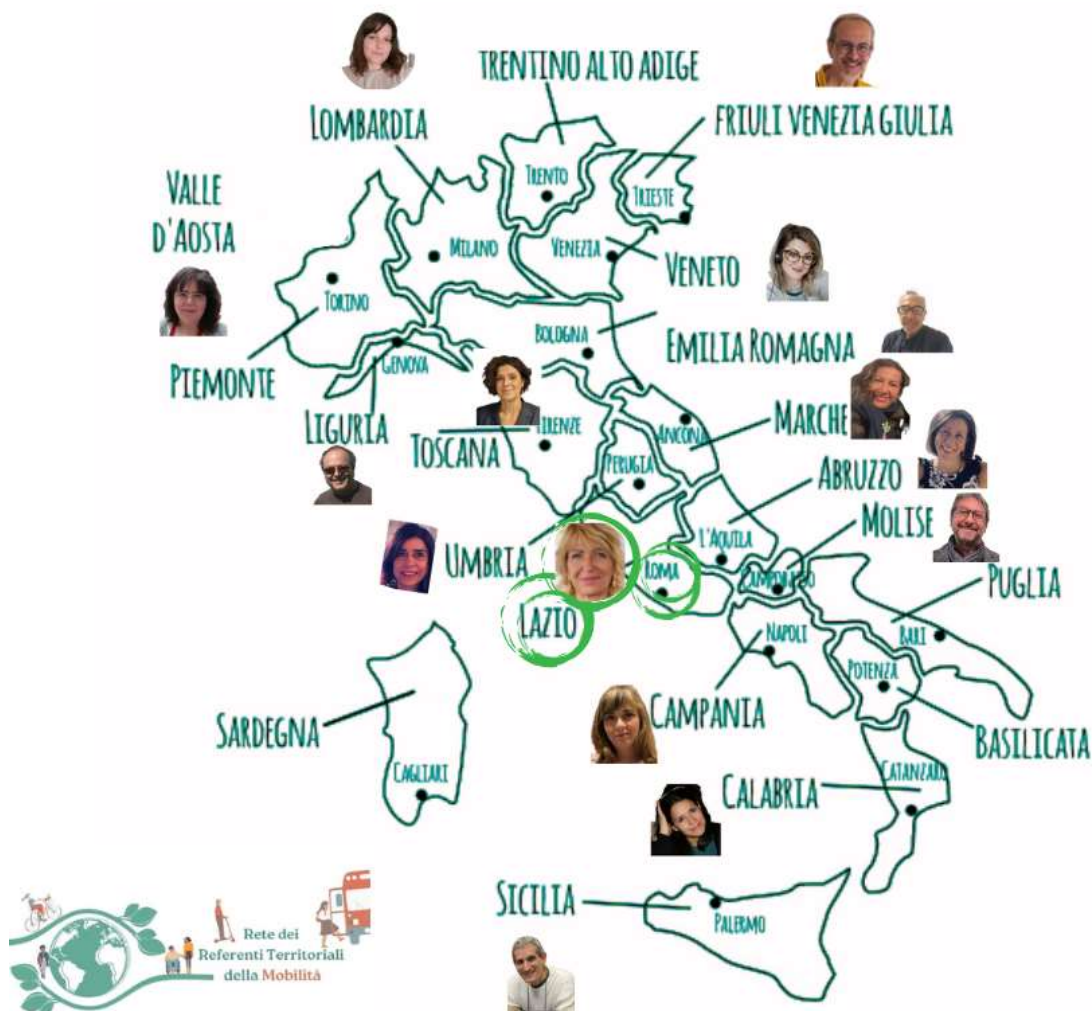 TRENTINO ALTO ADIGE
LOMBARDIA
FRIULI VENEZIA GIULIA
VALLE
D'AOSTA
TRENTO
TRIESTE
MILANO
VENEZIA
VENETO
TORINO
BOLOGNA
EMILIA ROMAGNA
PIEMONTE
GENOVA
LIGURIA
TOSCANA
FIRENZE
ANCONA
MARCHE
PERUGIA
ABRUZZO
MOLISE
UMBRIA
L'AQUILA
ROMA
CAMPOBASSO
PUGLIA
LAZIO
NAPOLI
BARI
POTENZA
SARDEGNA
CAMPANIA
BASILICATA
CAGLIARI
CALABRIA
CATANZARO
SICILIA
PALERMO
Rete dei
Referenti Territoriali
della Mobilità